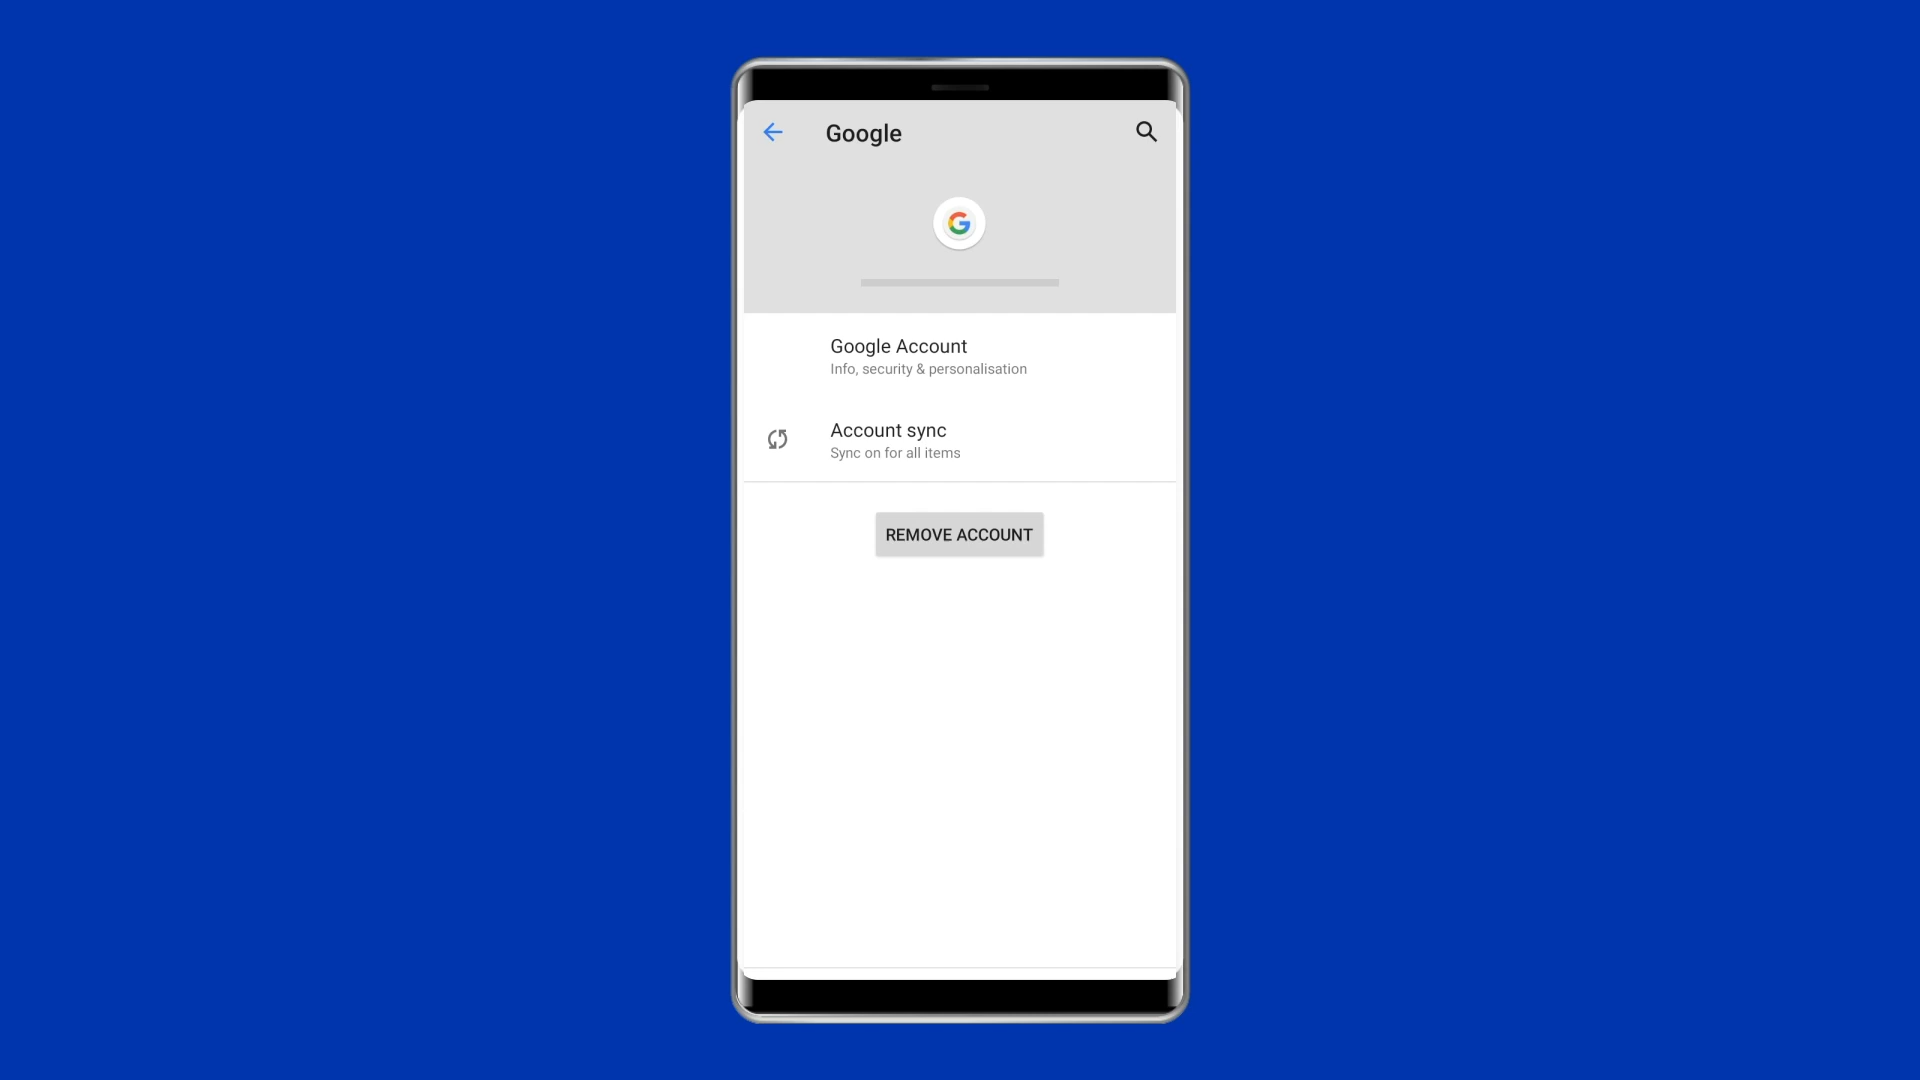 Google
Google Account
Info, security & personalisation
Account sync
Sync on for all items
REMOVE ACCOUNT